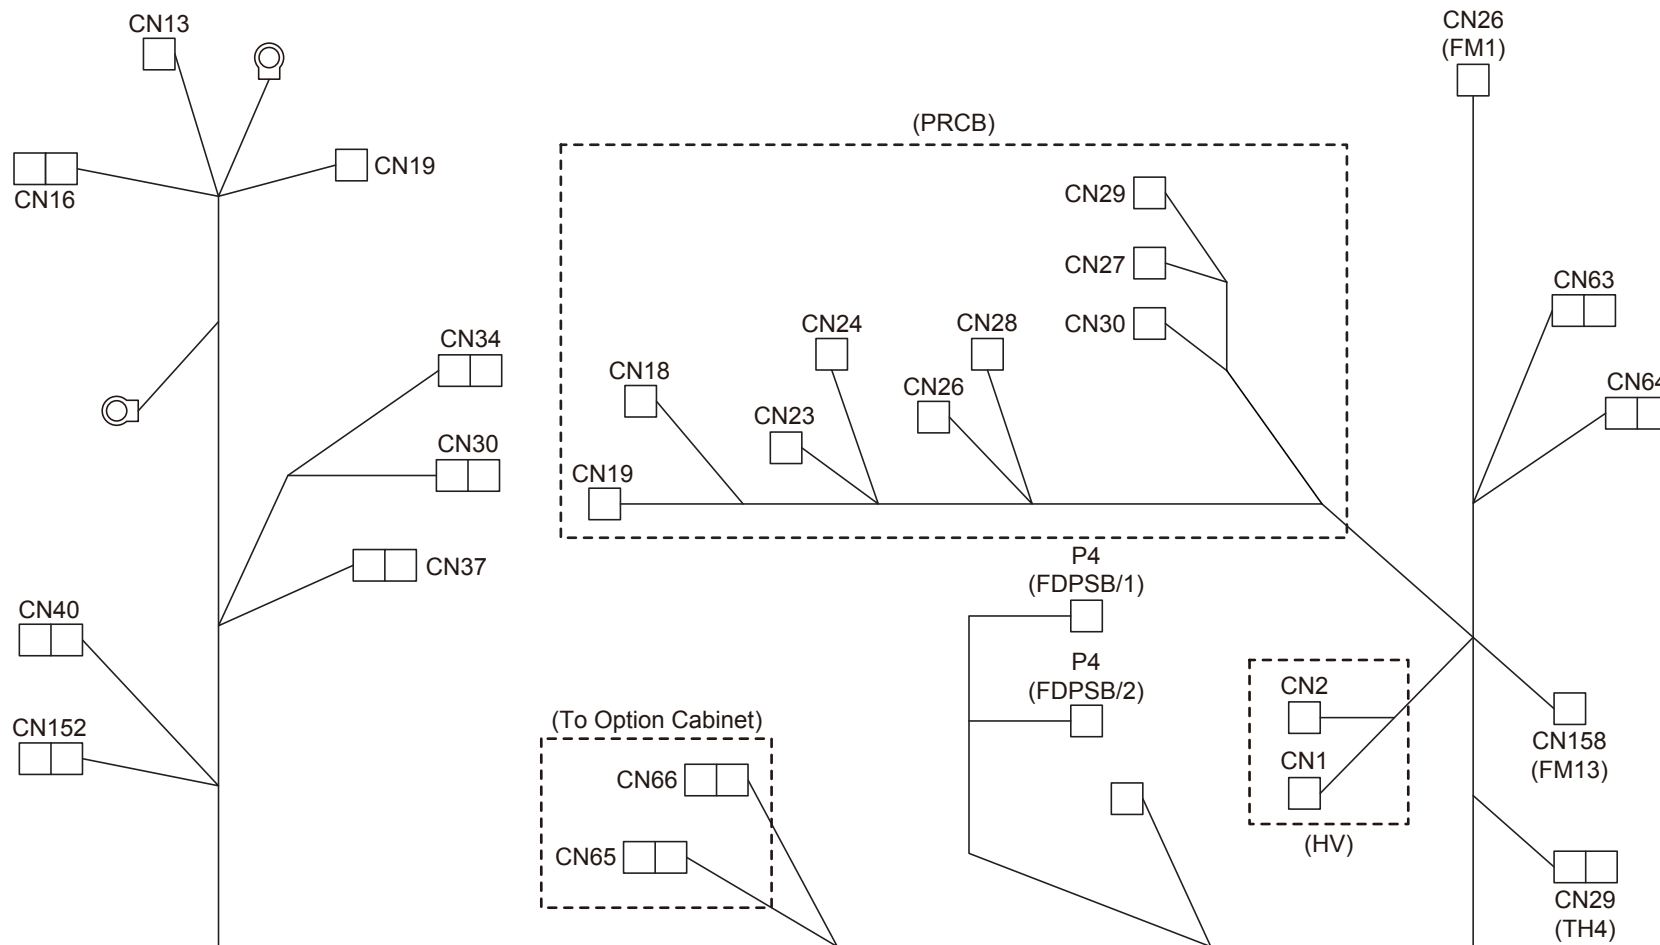 CN13
CN16
CN19
CN34
CN30
CN37
CN40
CN152
(PRCB)
CN29
CN27
CN30
CN24
CN28
CN18
CN26
CN23
CN19
P4
(FDPSB/1)
P4
(FDPSB/2)
(To Option Cabinet)
CN66
CN65
CN26
(FM1)
CN63
CN64
CN2
CN1
(HV)
CN158
(FM13)
CN29
(TH4)